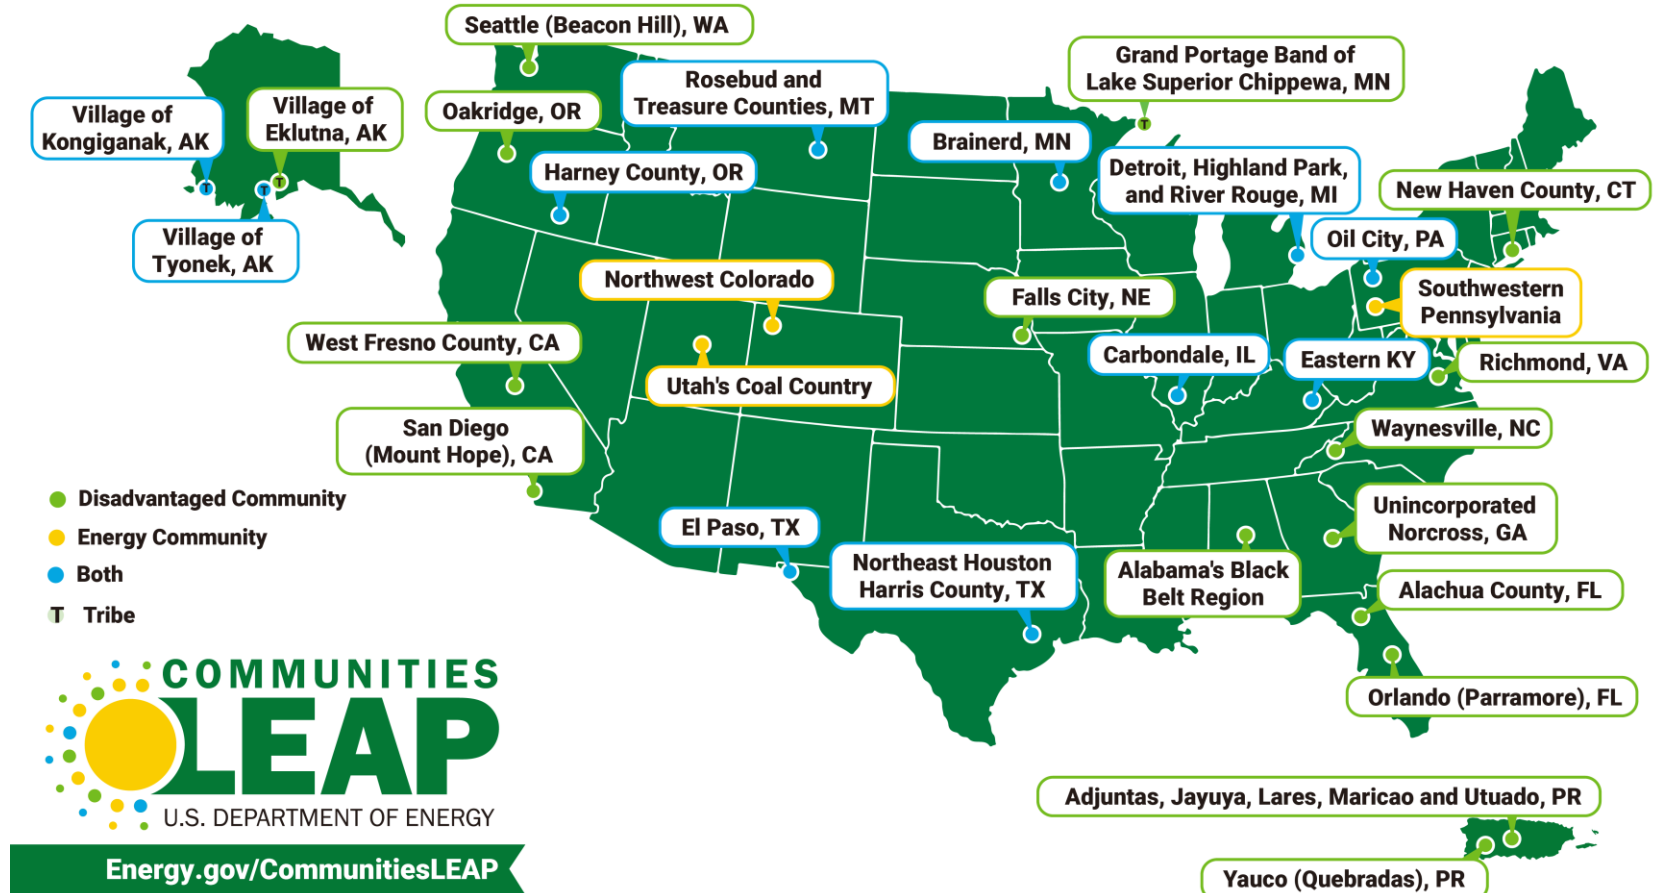 Seattle (Beacon Hill), WA
Grand Portage Band of
Lake Superior Chippewa, MN
Rosebud and
Treasure Counties, MT
Village of
Kongiganak, AK
Village of
Eklutna, AK
Oakridge, OR
Brainerd, MN
Harney County, OR
Detroit, Highland Park,
and River Rouge, MI
New Haven County, CT
T
T
T
T
Village of
Tyonek, AK
Oil City, PA
Northwest Colorado
Falls City, NE
Southwestern
Pennsylvania
West Fresno County, CA
Carbondale, IL
Eastern KY
Richmond, VA
Utah's Coal Country
San Diego
(Mount Hope), CA
Waynesville, NC
Disadvantaged Community
Energy Community
Both
T Tribe
El Paso, TX
Unincorporated
Norcross, GA
Northeast Houston
Harris County, TX
Alabama's Black
Belt Region
Alachua County, FL
Orlando (Parramore), FL
COMMUNITIES
LEAP
U.S. DEPARTMENT OF ENERGY
Energy.gov/CommunitiesLEAP
Adjuntas, Jayuya, Lares, Maricao and Utuado, PR
Yauco (Quebradas), PR